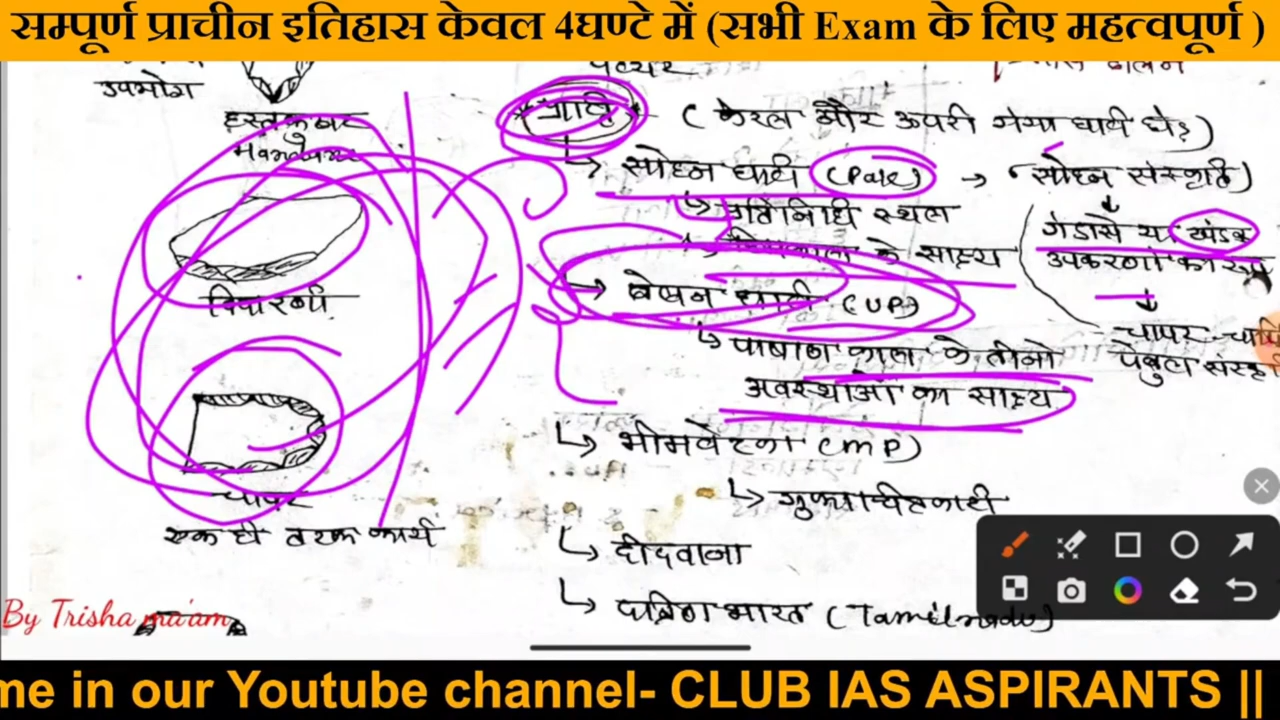 सम्पूर्ण प्राचीन इतिहास केवल 4घण्टे में (सभी Exam के लिए महत्वपूर्ण )
उपभोग
हस्तकुठार
(केरल और ऊपरी गंगा घाटी छोड़)
सोहन घाटी (Pak) → (सोहन संस्कृति)
प्रतिनिधि स्थल
के साक्ष्य
गंडासे या खंडक
उपकरणों का
→ बेलन घाटी (UP)
विदारणी
पाषाण काल के तीनो
अवस्थाओं का साक्ष्य
चापर
भीमबेटका (MP)
चापर
एक ही तरफ कार्य
दीदवाना
दक्षिण भारत (Tamilnadu)
By Trisha ma'am
me in our Youtube channel- CLUB IAS ASPIRANTS ||